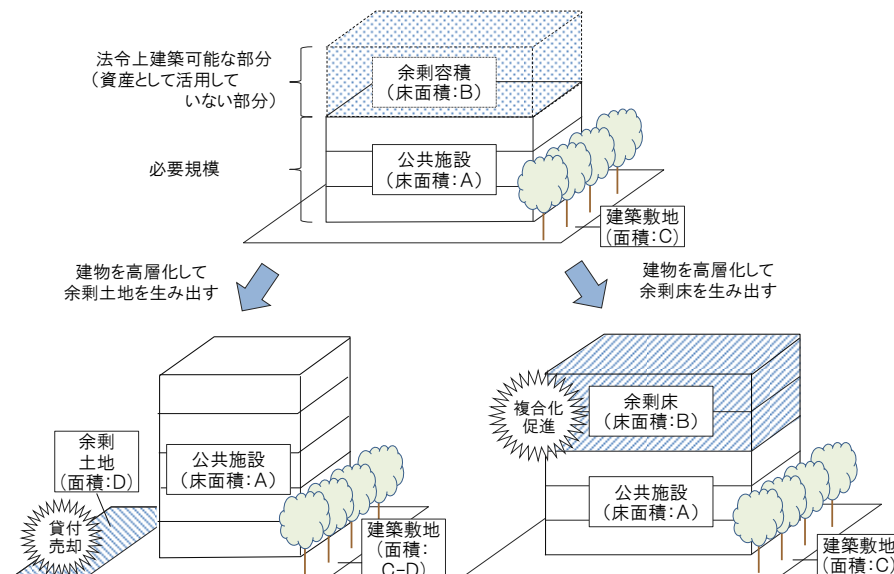 法令上建築可能な部分
（資産として活用して
いない部分）
余剰容積
（床面積：B）
必要規模
公共施設
（床面積：A）
建築敷地
（面積：C）
建物を高層化して
余剰土地を生み出す
建物を高層化して
余剰床を生み出す
余剰
土地
（面積：D）
公共施設
（床面積：A）
貸付
売却
建築敷地
（面積：
C-D）
複合化
促進
余剰床
（床面積：B）
公共施設
（床面積：A）
建築敷地
（面積：C）